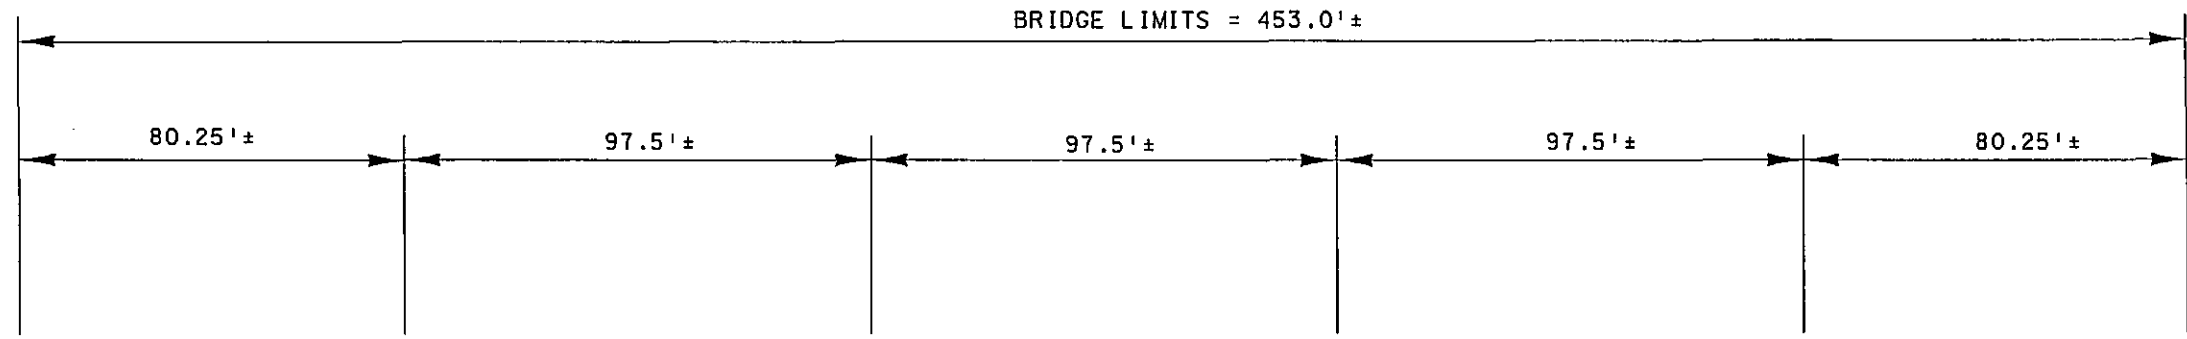 BRIDGE LIMITS = 453.0'±
80.25'± 97.5'± 97.5'± 97.5'± 80.25'±